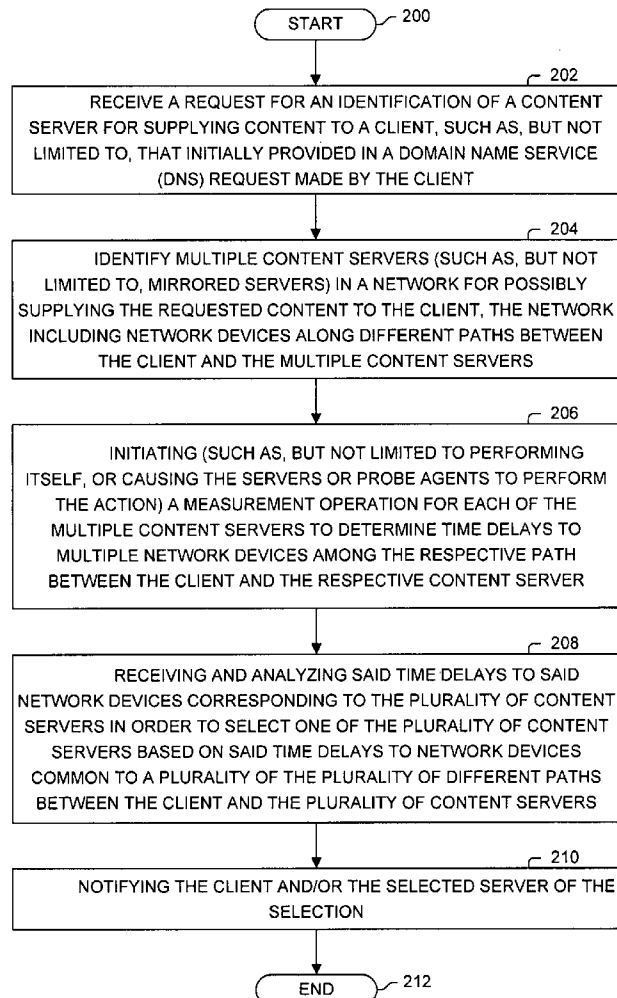 START
200
202
RECEIVE A REQUEST FOR AN IDENTIFICATION OF A CONTENT
SERVER FOR SUPPLYING CONTENT TO A CLIENT, SUCH AS, BUT NOT
LIMITED TO, THAT INITIALLY PROVIDED IN A DOMAIN NAME SERVICE
(DNS) REQUEST MADE BY THE CLIENT
204
IDENTIFY MULTIPLE CONTENT SERVERS (SUCH AS, BUT NOT
LIMITED TO, MIRRORED SERVERS) IN A NETWORK FOR POSSIBLY
SUPPLYING THE REQUESTED CONTENT TO THE CLIENT, THE NETWORK
INCLUDING NETWORK DEVICES ALONG DIFFERENT PATHS BETWEEN
THE CLIENT AND THE MULTIPLE CONTENT SERVERS
206
INITIATING (SUCH AS, BUT NOT LIMITED TO PERFORMING
ITSELF, OR CAUSING THE SERVERS OR PROBE AGENTS TO PERFORM
THE ACTION) A MEASUREMENT OPERATION FOR EACH OF THE
MULTIPLE CONTENT SERVERS TO DETERMINE TIME DELAYS TO
MULTIPLE NETWORK DEVICES AMONG THE RESPECTIVE PATH
BETWEEN THE CLIENT AND THE RESPECTIVE CONTENT SERVER
208
RECEIVING AND ANALYZING SAID TIME DELAYS TO SAID
NETWORK DEVICES CORRESPONDING TO THE PLURALITY OF CONTENT
SERVERS IN ORDER TO SELECT ONE OF THE PLURALITY OF CONTENT
SERVERS BASED ON SAID TIME DELAYS TO NETWORK DEVICES
COMMON TO A PLURALITY OF THE PLURALITY OF DIFFERENT PATHS
BETWEEN THE CLIENT AND THE PLURALITY OF CONTENT SERVERS
210
NOTIFYING THE CLIENT AND/OR THE SELECTED SERVER OF THE
SELECTION
END
212